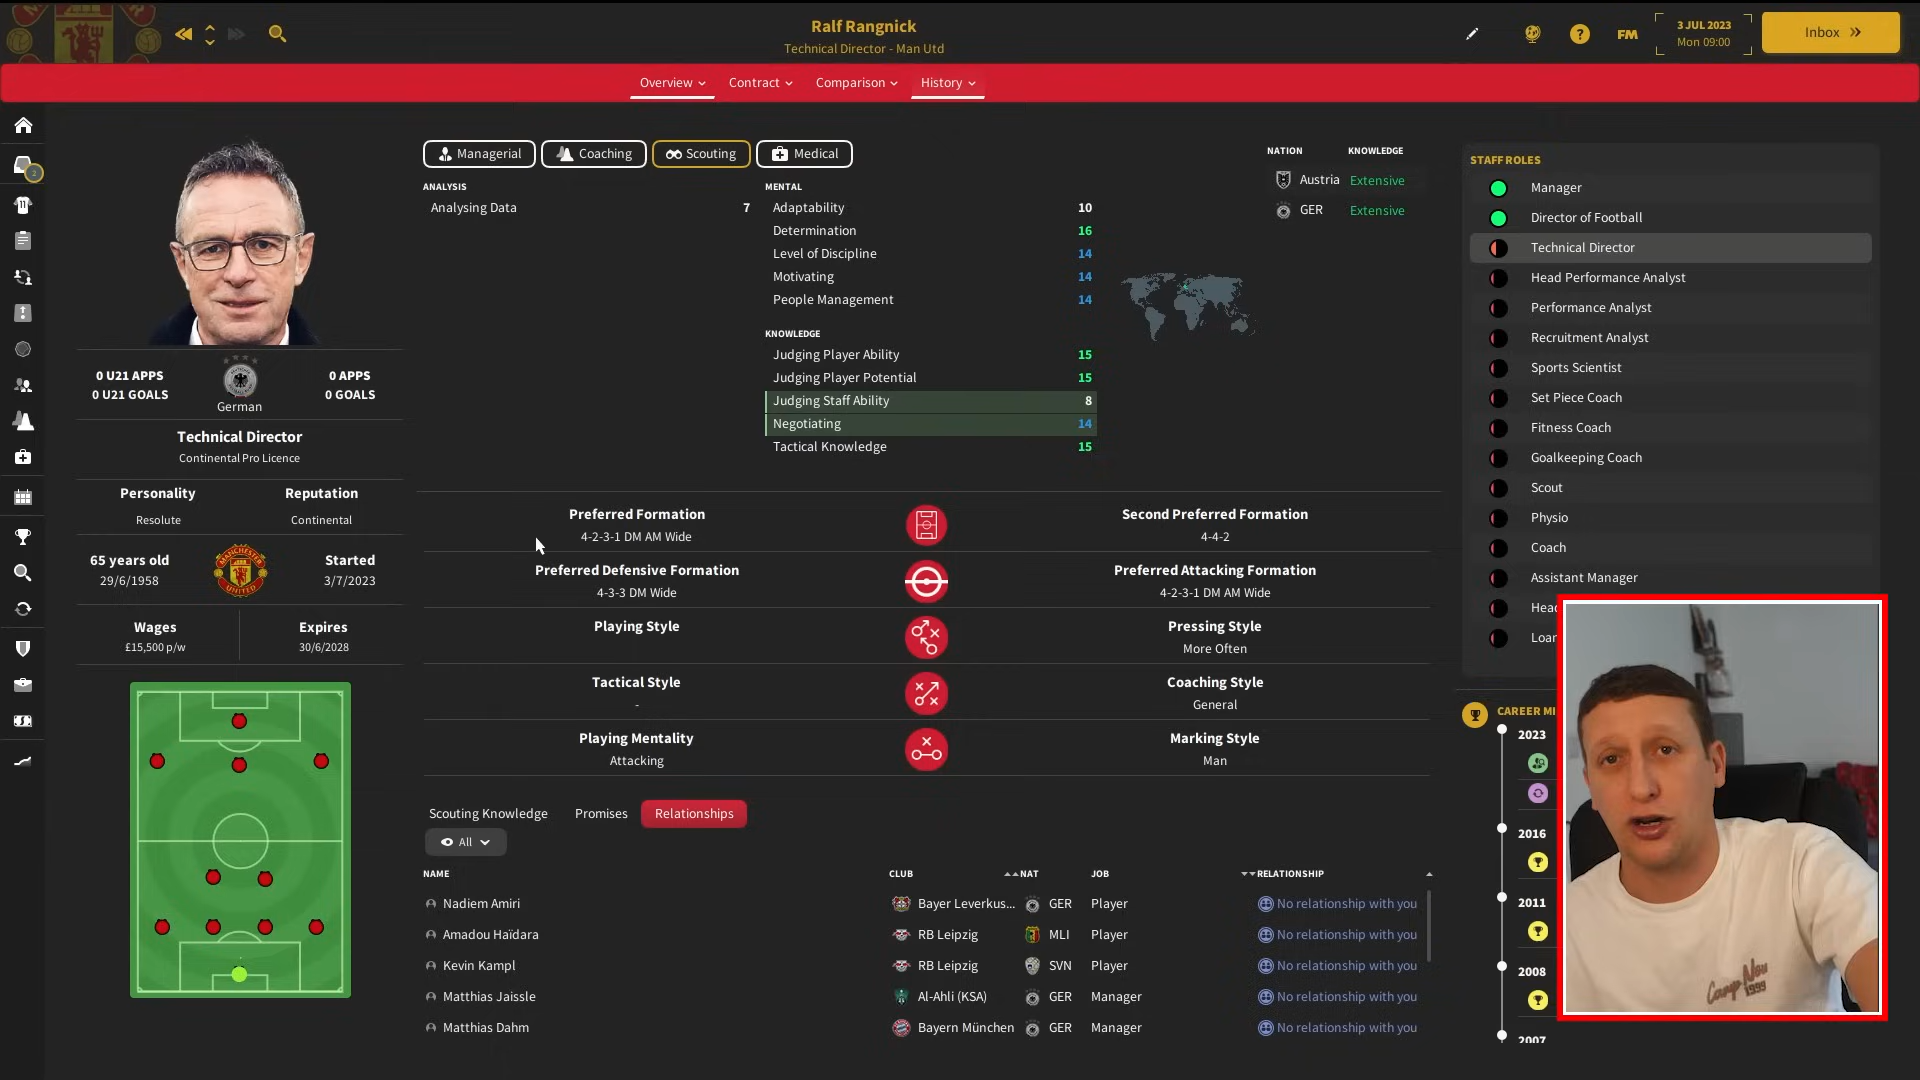 Ralf Rangnick
Technical Director - Man Utd
3 JUL 2023
Mon 09:00
Inbox
FM
?
Overview
Contract
Comparison
History
2
11
Managerial
Coaching
Scouting
Medical
ANALYSIS
Analysing Data 7
MENTAL
Adaptability 10
Determination 16
Level of Discipline 14
Motivating 14
People Management 14
KNOWLEDGE
Judging Player Ability 15
Judging Player Potential 15
Judging Staff Ability 8
Negotiating 14
Tactical Knowledge 15
NATION KNOWLEDGE
Austria Extensive
GER Extensive
STAFF ROLES
Manager
Director of Football
Technical Director
Head Performance Analyst
Performance Analyst
Recruitment Analyst
Sports Scientist
Set Piece Coach
Fitness Coach
Goalkeeping Coach
Scout
Physio
Coach
Assistant Manager
Hea
Loan
0 U21 APPS
0 U21 GOALS
German
0 APPS
0 GOALS
Technical Director
Continental Pro Licence
Personality
Resolute
Reputation
Continental
65 years old
29/6/1958
MANCHESTER
UNITED
Started
3/7/2023
Wages
£15,500 p/w
Expires
30/6/2028
Preferred Formation
4-2-3-1 DM AM Wide
Second Preferred Formation
4-4-2
Preferred Defensive Formation
4-3-3 DM Wide
Preferred Attacking Formation
4-2-3-1 DM AM Wide
Playing Style
Pressing Style
More Often
Tactical Style
-
Coaching Style
General
Playing Mentality
Attacking
Marking Style
Man
Scouting Knowledge
Promises
Relationships
All
NAME CLUB NAT JOB RELATIONSHIP
Nadiem Amiri Bayer Leverkus... GER Player No relationship with you
Amadou Haïdara RB Leipzig MLI Player No relationship with you
Kevin Kampl RB Leipzig SVN Player No relationship with you
Matthias Jaissle Al-Ahli (KSA) GER Manager No relationship with you
Matthias Dahm Bayern München GER Manager No relationship with you
CAREER MI
2023
2016
2011
2008
2007
Camp Nou
1999